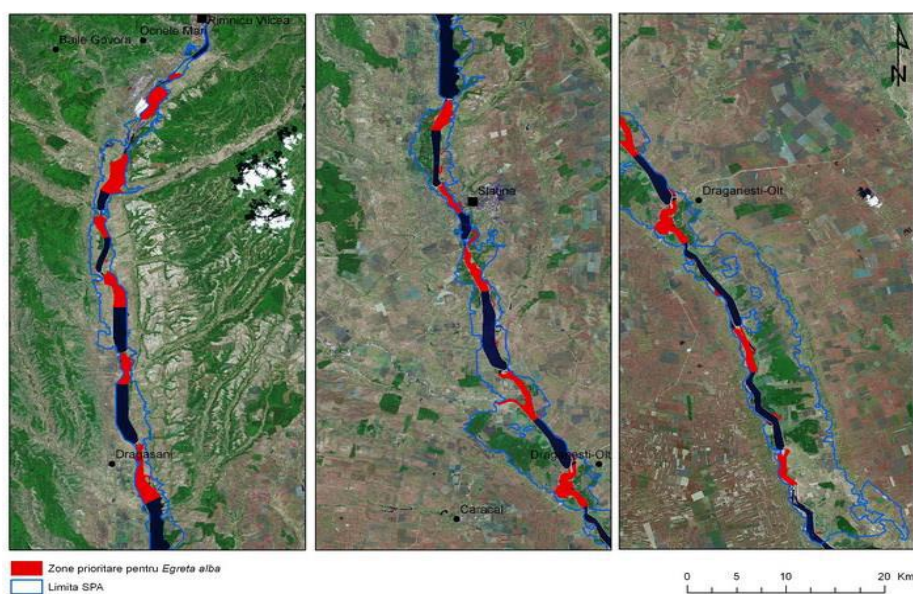 Rimnicu Vilcea
Ocnele Mari
Baile Govora
Dragasani
Slatina
Draganesti-Olt
Caracal
Draganesti-Olt
N
Zone prioritare pentru Egreta alba
Limita SPA
0 5 10 20 Km